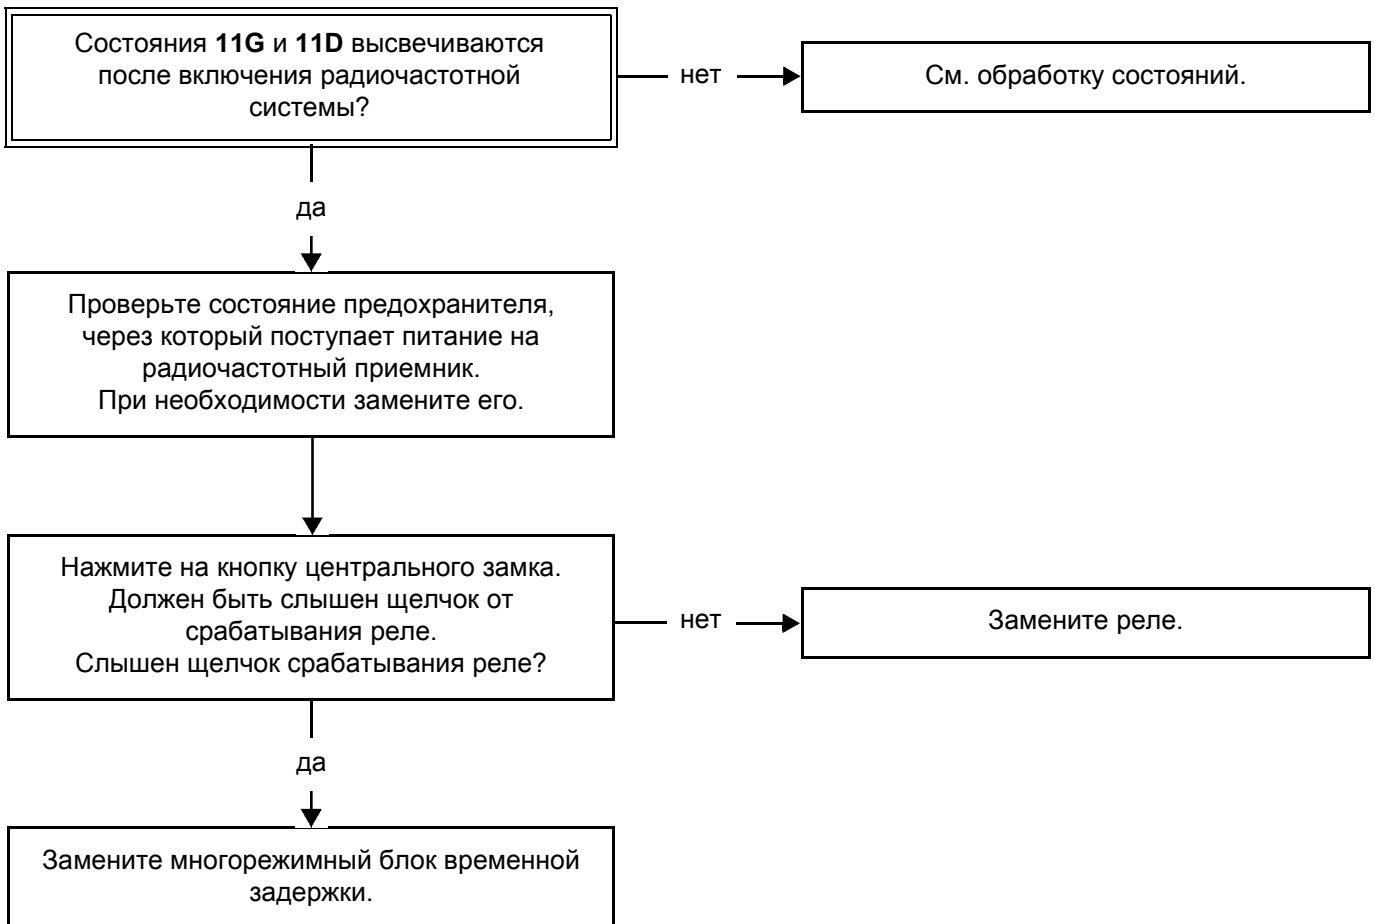 Состояния 11G и 11D высвечиваются
после включения радиочастотной
системы?
нет
См. обработку состояний.
да
Проверьте состояние предохранителя,
через который поступает питание на
радиочастотный приемник.
При необходимости замените его.
Нажмите на кнопку центрального замка.
Должен быть слышен щелчок от
срабатывания реле.
Слышен щелчок срабатывания реле?
нет
Замените реле.
да
Замените многорежимный блок временной
задержки.